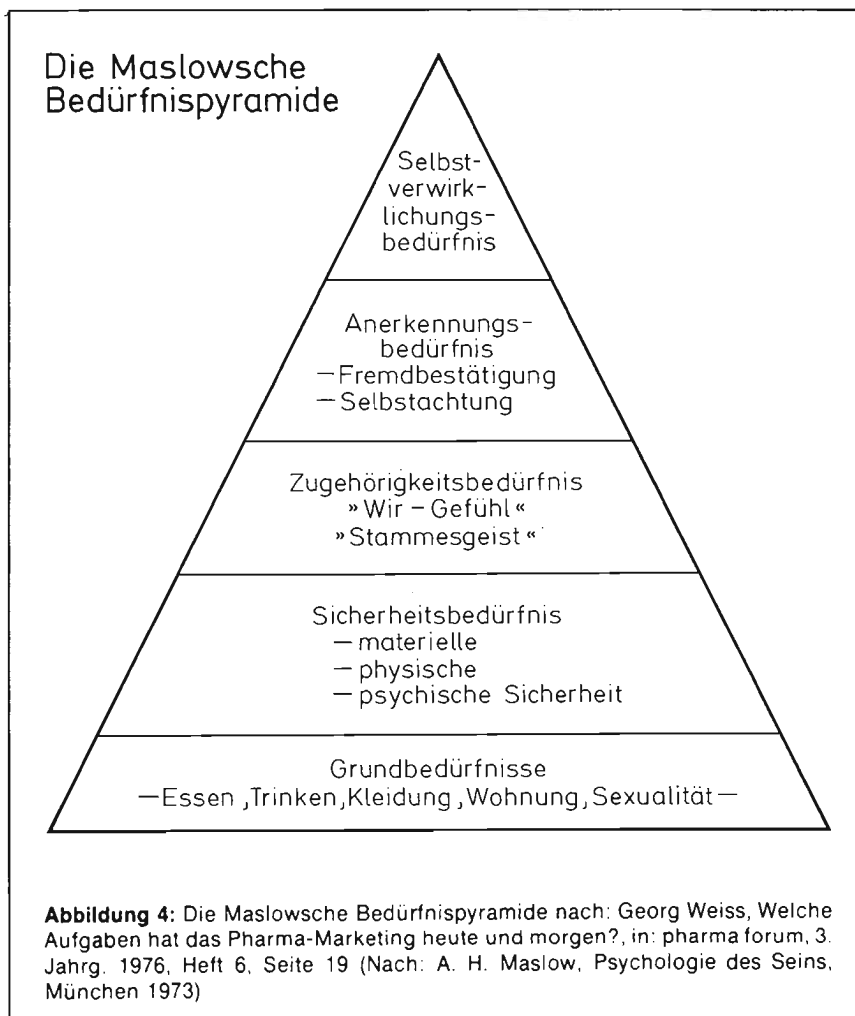 Die Maslowsche
Bedürfnispyramide
Selbst-
verwirk-
lichungs-
bedürfnis
Anerkennungs-
bedürfnis
—Fremdbestätigung
—Selbstachtung
Zugehörigkeitsbedürfnis
»Wir – Gefühl«
»Stammesgeist«
Sicherheitsbedürfnis
—materielle
—physische
—psychische Sicherheit
Grundbedürfnisse
—Essen,Trinken,Kleidung,Wohnung,Sexualität—
Abbildung 4: Die Maslowsche Bedürfnispyramide nach: Georg Weiss, Welche
Aufgaben hat das Pharma-Marketing heute und morgen?, in: pharma forum, 3.
Jahrg. 1976, Heft 6, Seite 19 (Nach: A. H. Maslow, Psychologie des Seins,
München 1973)